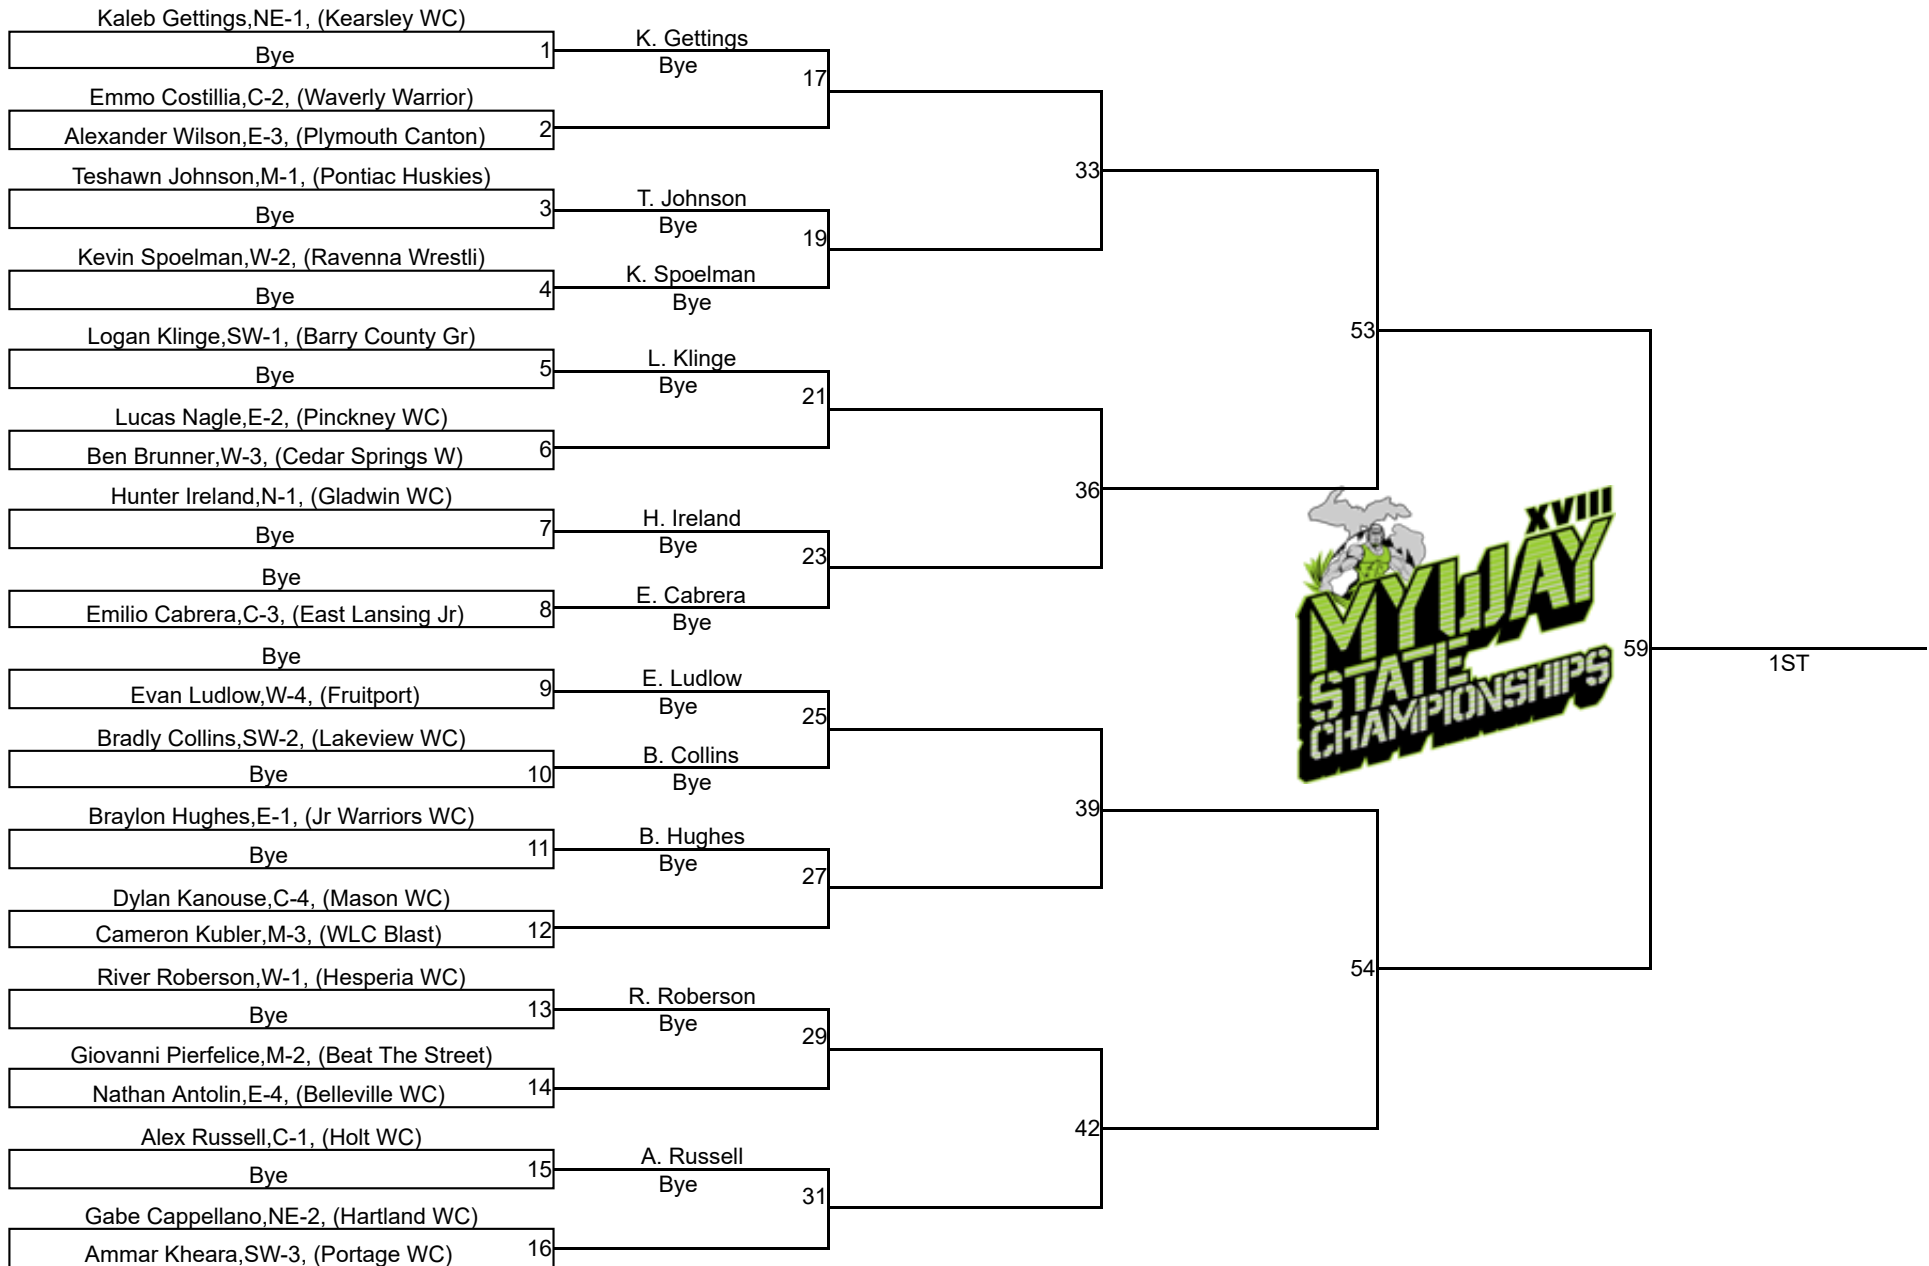 Kaleb Gettings,NE-1, (Kearsley WC)
Bye
1
Emmo Costillia,C-2, (Waverly Warrior)
Alexander Wilson,E-3, (Plymouth Canton)
2
Teshawn Johnson,M-1, (Pontiac Huskies)
Bye
3
Kevin Spoelman,W-2, (Ravenna Wrestli)
Bye
4
Logan Klinge,SW-1, (Barry County Gr)
Bye
5
Lucas Nagle,E-2, (Pinckney WC)
Ben Brunner,W-3, (Cedar Springs W)
6
Hunter Ireland,N-1, (Gladwin WC)
Bye
7
Bye
Emilio Cabrera,C-3, (East Lansing Jr)
8
Bye
Evan Ludlow,W-4, (Fruitport)
9
Bradly Collins,SW-2, (Lakeview WC)
Bye
10
Braylon Hughes,E-1, (Jr Warriors WC)
Bye
11
Dylan Kanouse,C-4, (Mason WC)
Cameron Kubler,M-3, (WLC Blast)
12
River Roberson,W-1, (Hesperia WC)
Bye
13
Giovanni Pierfelice,M-2, (Beat The Street)
Nathan Antolin,E-4, (Belleville WC)
14
Alex Russell,C-1, (Holt WC)
Bye
15
Gabe Cappellano,NE-2, (Hartland WC)
Ammar Kheara,SW-3, (Portage WC)
16
K. Gettings
Bye
17
T. Johnson
Bye
19
K. Spoelman
Bye
L. Klinge
Bye
21
H. Ireland
Bye
23
E. Cabrera
Bye
E. Ludlow
Bye
25
B. Collins
Bye
B. Hughes
Bye
27
R. Roberson
Bye
29
A. Russell
Bye
31
33
36
39
42
53
54
59
1ST
XVIII
MYWAY
STATE
CHAMPIONSHIPS